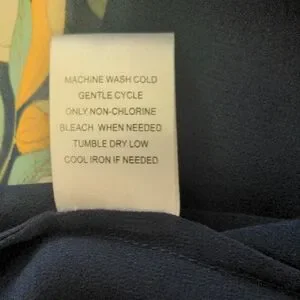 MACHINE WASH COLD
GENTLE CYCLE
ONLY NON-CHLORINE
BLEACH WHEN NEEDED
TUMBLE DRY LOW
COOL IRON IF NEEDED